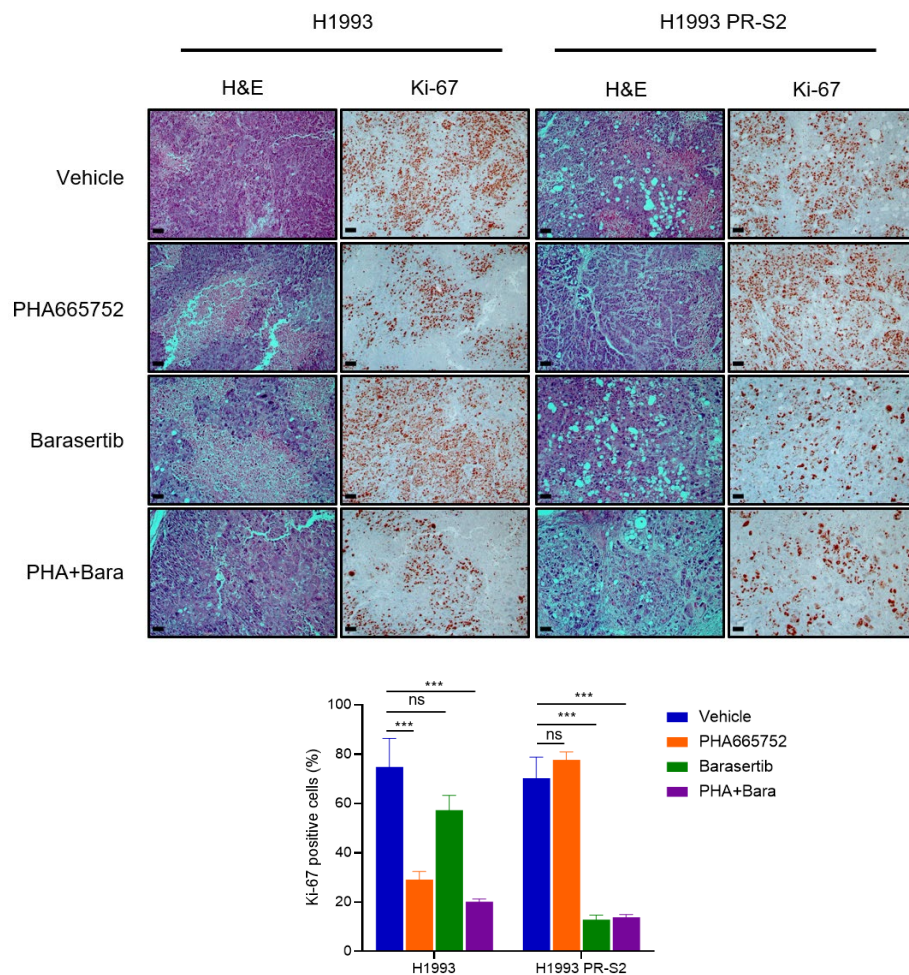 H1993
H1993 PR-S2
H&E
Ki-67
H&E
Ki-67
Vehicle
PHA665752
Barasertib
PHA+Bara
Ki-67 positive cells (%)
100
80
60
40
20
0
***
ns
***
***
***
ns
H1993
H1993 PR-S2
Vehicle
PHA665752
Barasertib
PHA+Bara